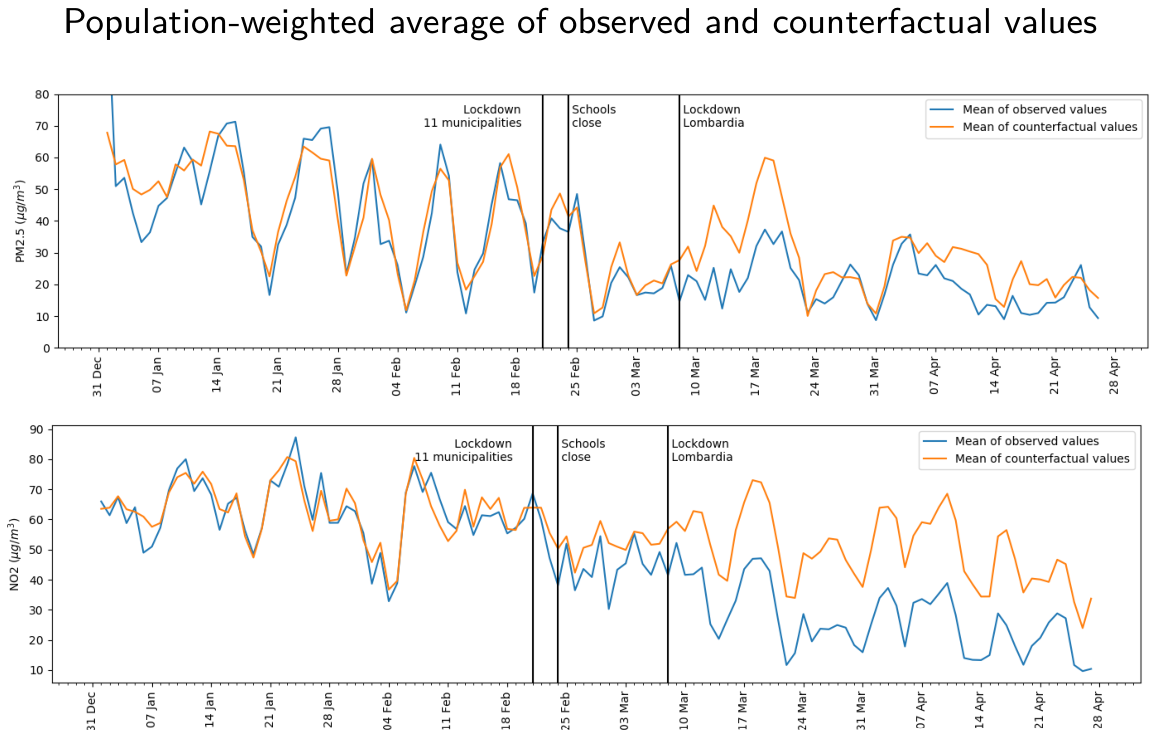 Population-weighted average of observed and counterfactual values
80
70
60
50
40
30
20
10
0
PM2.5 (μg/m³)
Lockdown
11 municipalities
Schools
close
Lockdown
Lombardia
Mean of observed values
Mean of counterfactual values
31 Dec
07 Jan
14 Jan
21 Jan
28 Jan
04 Feb
11 Feb
18 Feb
25 Feb
03 Mar
10 Mar
17 Mar
24 Mar
31 Mar
07 Apr
14 Apr
21 Apr
28 Apr
90
80
70
60
50
40
30
20
10
NO2 (μg/m³)
Lockdown
11 municipalities
Schools
close
Lockdown
Lombardia
Mean of observed values
Mean of counterfactual values
31 Dec
07 Jan
14 Jan
21 Jan
28 Jan
04 Feb
11 Feb
18 Feb
25 Feb
03 Mar
10 Mar
17 Mar
24 Mar
31 Mar
07 Apr
14 Apr
21 Apr
28 Apr